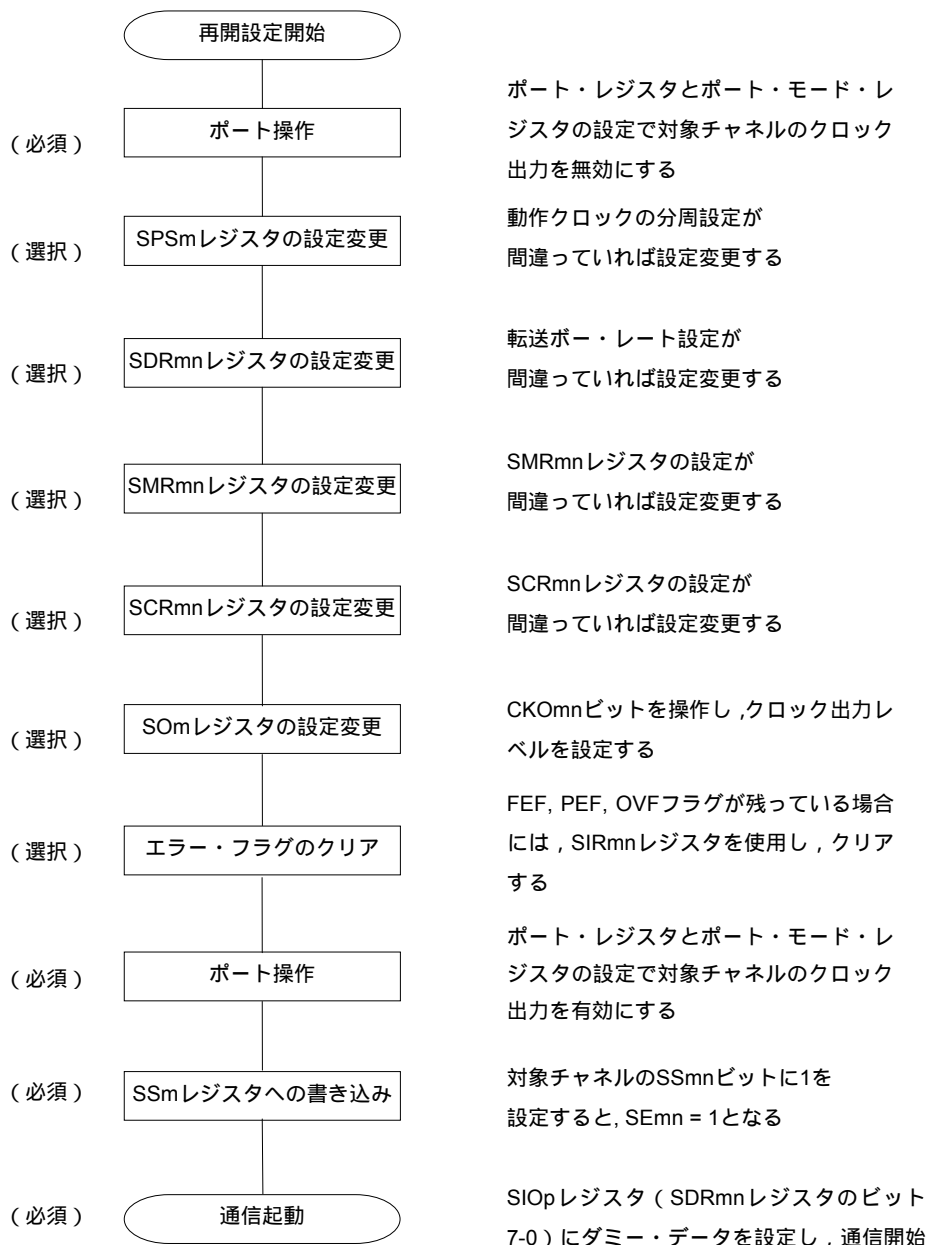 再開設定開始
（必須）
ポート操作
ポート・レジスタとポート・モード・レ
ジスタの設定で対象チャネルのクロック
出力を無効にする
（選択）
SPSmレジスタの設定変更
動作クロックの分周設定が
間違っていれば設定変更する
（選択）
SDRmnレジスタの設定変更
転送ボー・レート設定が
間違っていれば設定変更する
（選択）
SMRmnレジスタの設定変更
SMRmnレジスタの設定が
間違っていれば設定変更する
（選択）
SCRmnレジスタの設定変更
SCRmnレジスタの設定が
間違っていれば設定変更する
（選択）
SOmレジスタの設定変更
CKOmnビットを操作し，クロック出力レ
ベルを設定する
（選択）
エラー・フラグのクリア
FEF, PEF, OVFフラグが残っている場合
には，SIRmnレジスタを使用し，クリア
する
（必須）
ポート操作
ポート・レジスタとポート・モード・レ
ジスタの設定で対象チャネルのクロック
出力を有効にする
（必須）
SSmレジスタへの書き込み
対象チャネルのSSmnビットに1を
設定すると, SEmn = 1となる
（必須）
通信起動
SIOpレジスタ（SDRmnレジスタのビット
7-0）にダミー・データを設定し，通信開始